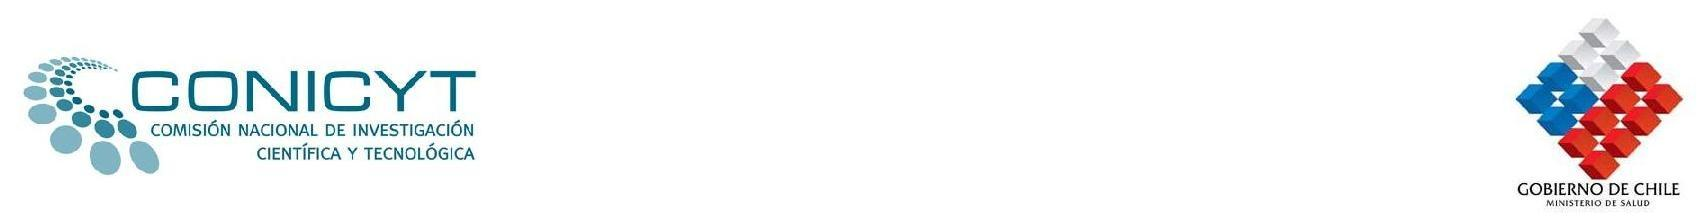 CONICYT
COMISIÓN NACIONAL DE INVESTIGACIÓN
CIENTÍFICA Y TECNOLÓGICA
GOBIERNO DE CHILE
MINISTERIO DE SALUD